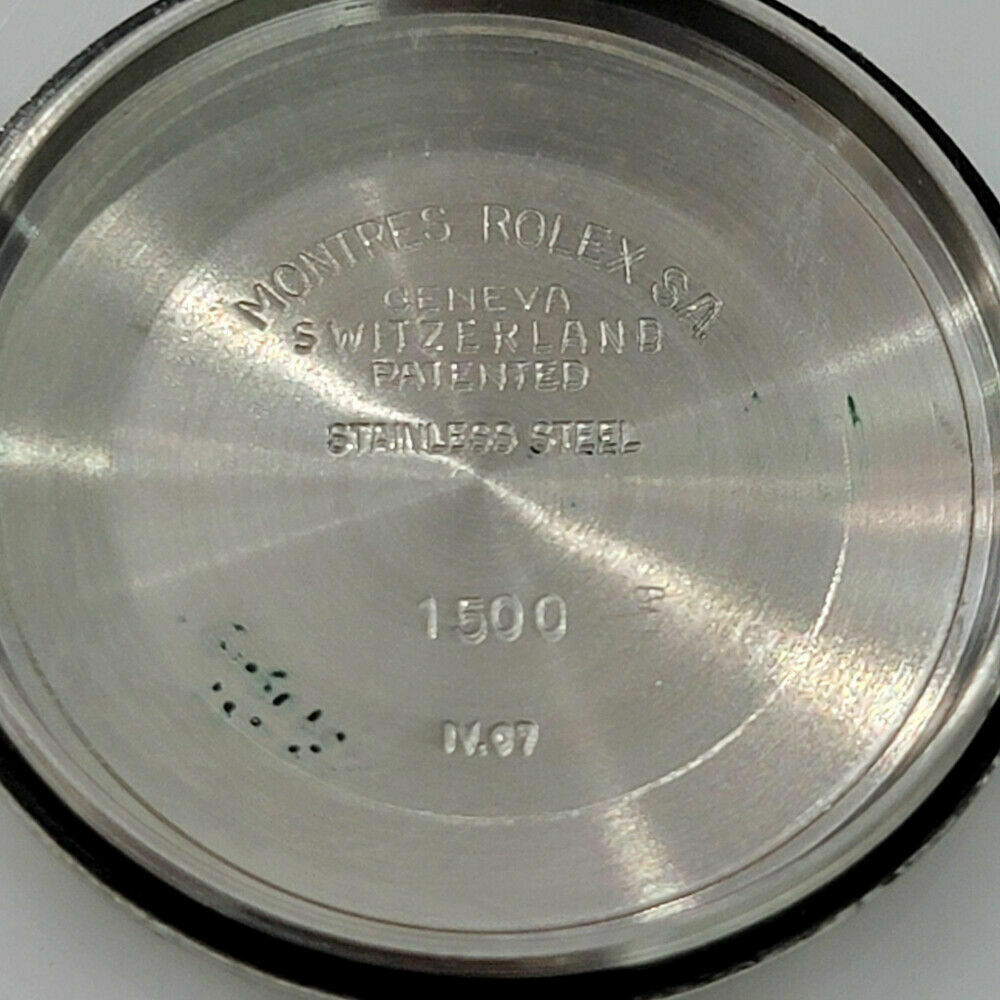 MONTRES ROLEX SA
GENEVA
SWITZERLAND
PATENTED
STAINLESS STEEL
1500
IV.67